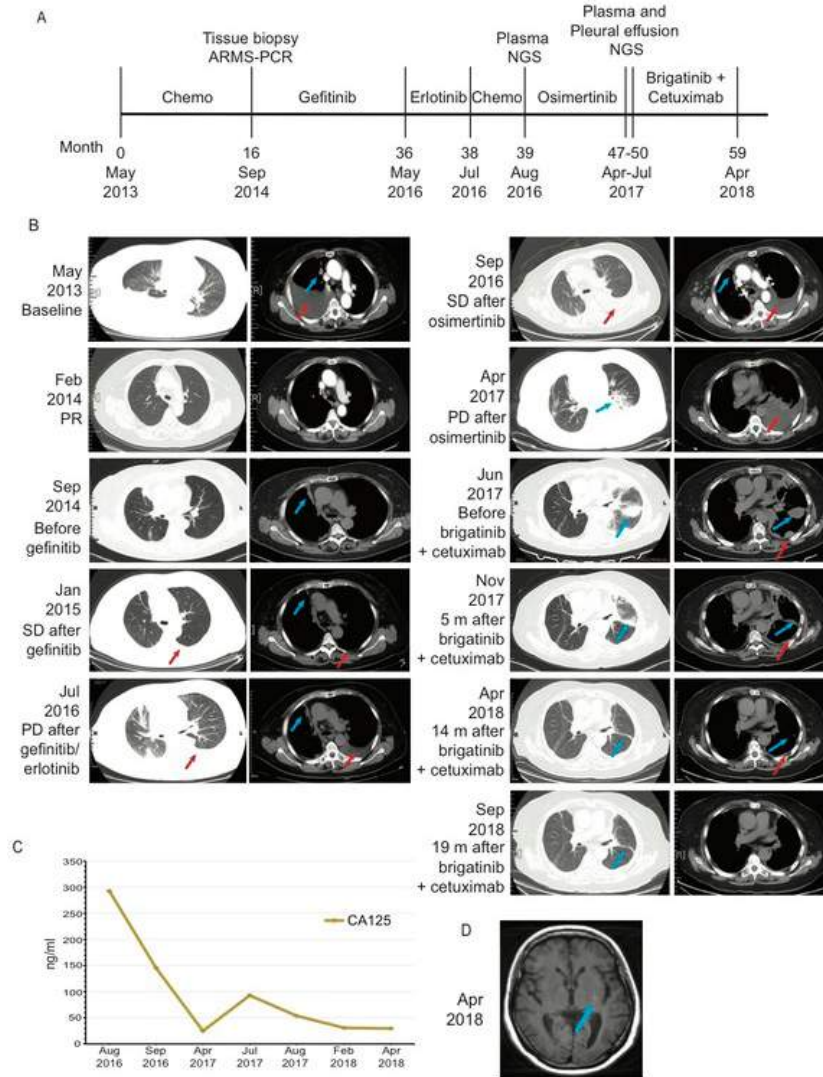 A
Tissue biopsy
ARMS-PCR
Plasma
NGS
Plasma and
Pleural effusion
NGS
Chemo
Gefitinib
Erlotinib
Chemo
Osimertinib
Brigatinib +
Cetuximab
Month
0
16
36
38
39
47-50
59
May
2013
Sep
2014
May
2016
Jul
2016
Aug
2016
Apr-Jul
2017
Apr
2018
B
May
2013
Baseline
Feb
2014
PR
Sep
2014
Before
gefinitib
Jan
2015
SD after
gefinitib
Jul
2016
PD after
gefinitib/
erlotinib
Sep
2016
SD after
osimertinib
Apr
2017
PD after
osimertinib
Jun
2017
Before
brigatinib
+ cetuximab
Nov
2017
5 m after
brigatinib
+ cetuximab
Apr
2018
14 m after
brigatinib
+ cetuximab
Sep
2018
19 m after
brigatinib
+ cetuximab
C
350
300
250
200
150
100
50
0
ng/ml
CA125
Aug
2016
Sep
2016
Apr
2017
Jul
2017
Aug
2017
Feb
2018
Apr
2018
D
Apr
2018